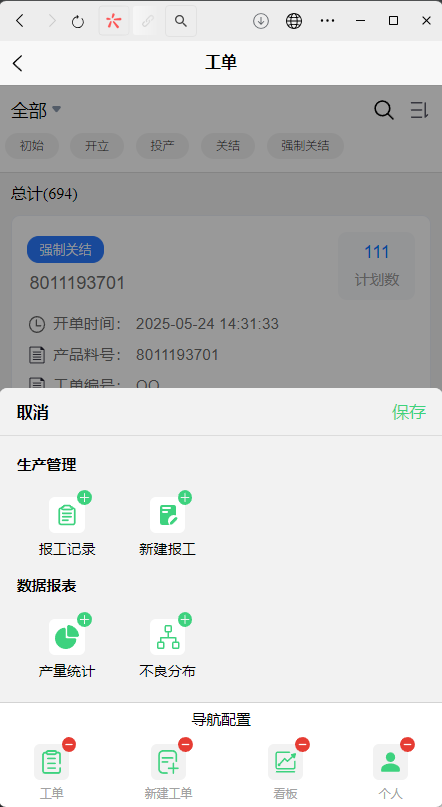 工单
全部
初始 开立 投产 关结 强制关结
总计(694)
强制关结
111
8011193701
计划数
开单时间： 2025-05-24 14:31:33
产品料号： 8011193701
工单编号： QQ
取消 保存
生产管理
报工记录 新建报工
数据报表
产量统计 不良分布
导航配置
工单 新建工单 看板 个人